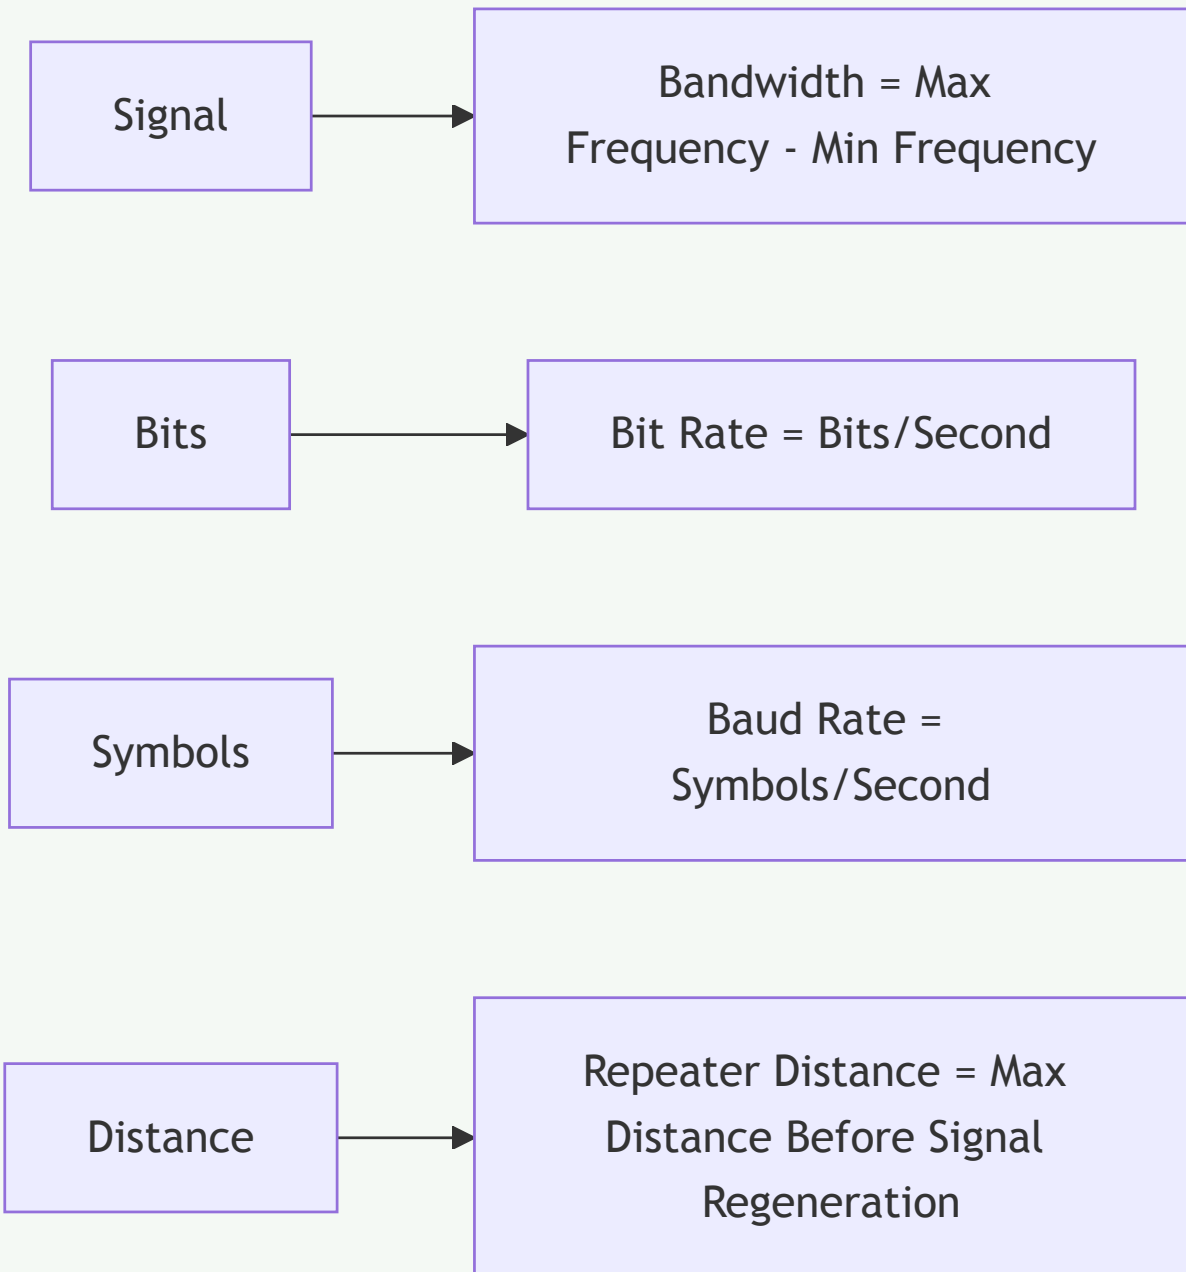 Signal
Bandwidth = Max
Frequency - Min Frequency
Bits
Bit Rate = Bits/Second
Symbols
Baud Rate =
Symbols/Second
Distance
Repeater Distance = Max
Distance Before Signal
Regeneration